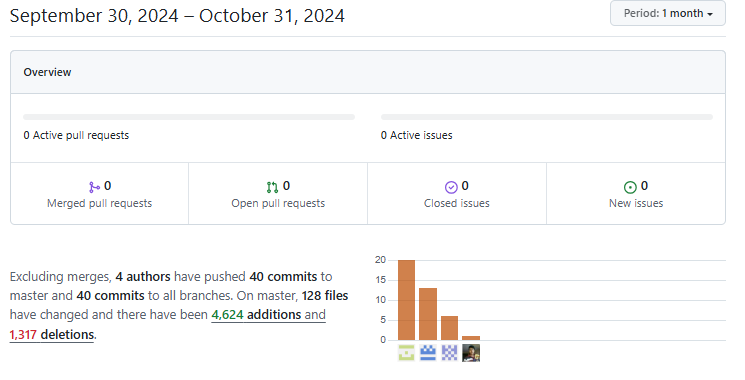 September 30, 2024 – October 31, 2024
Period: 1 month
Overview
0 Active pull requests
0 Active issues
0
Merged pull requests
0
Open pull requests
0
Closed issues
0
New issues
Excluding merges, 4 authors have pushed 40 commits to
master and 40 commits to all branches. On master, 128 files
have changed and there have been 4,624 additions and
1,317 deletions.
20
15
10
5
0